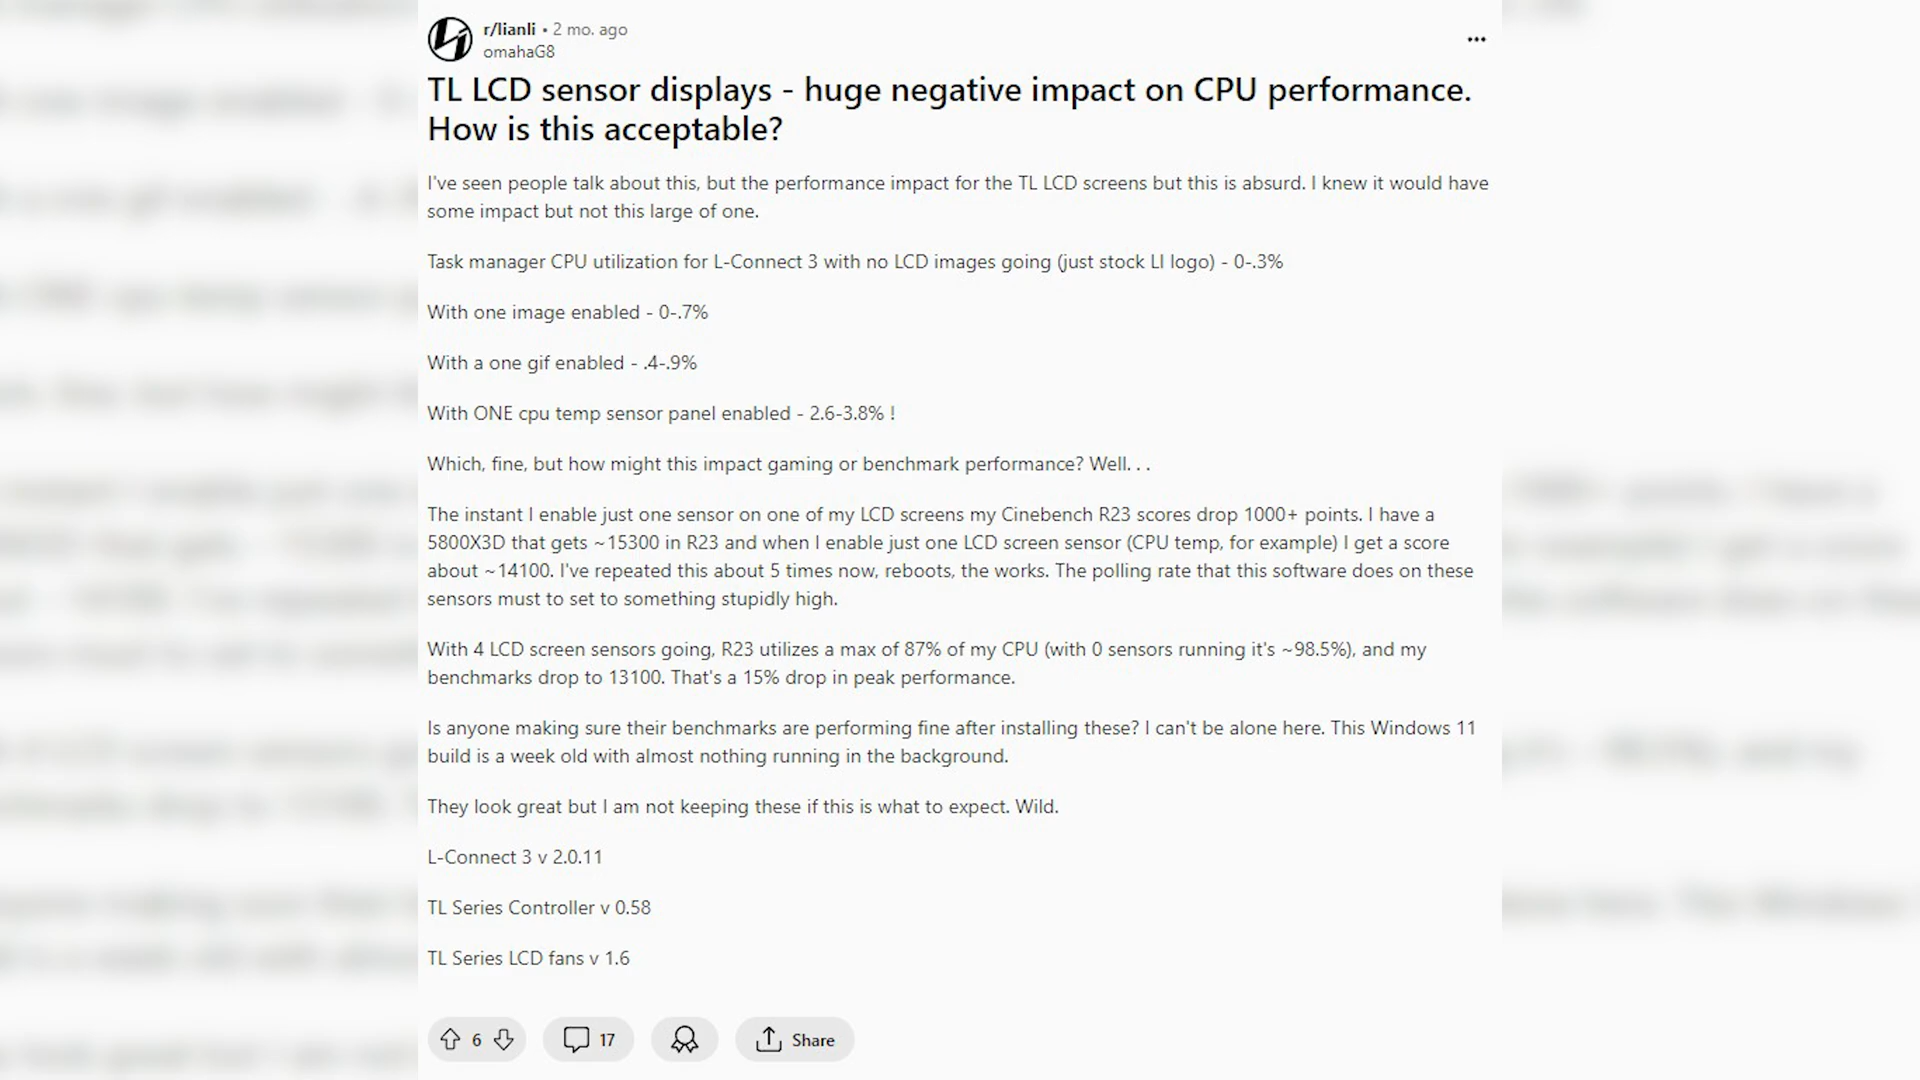 r/lianli • 2 mo. ago
omahaG8
TL LCD sensor displays - huge negative impact on CPU performance.
How is this acceptable?
I've seen people talk about this, but the performance impact for the TL LCD screens but this is absurd. I knew it would have
some impact but not this large of one.
Task manager CPU utilization for L-Connect 3 with no LCD images going (just stock LI logo) - 0-.3%
With one image enabled - 0-.7%
With a one gif enabled - .4-.9%
With ONE cpu temp sensor panel enabled - 2.6-3.8% !
Which, fine, but how might this impact gaming or benchmark performance? Well. . .
The instant I enable just one sensor on one of my LCD screens my Cinebench R23 scores drop 1000+ points. I have a
5800X3D that gets ~15300 in R23 and when I enable just one LCD screen sensor (CPU temp, for example) I get a score
about ~14100. I've repeated this about 5 times now, reboots, the works. The polling rate that this software does on these
sensors must to set to something stupidly high.
With 4 LCD screen sensors going, R23 utilizes a max of 87% of my CPU (with 0 sensors running it's ~98.5%), and my
benchmarks drop to 13100. That's a 15% drop in peak performance.
Is anyone making sure their benchmarks are performing fine after installing these? I can't be alone here. This Windows 11
build is a week old with almost nothing running in the background.
They look great but I am not keeping these if this is what to expect. Wild.
L-Connect 3 v 2.0.11
TL Series Controller v 0.58
TL Series LCD fans v 1.6
6
17
Share